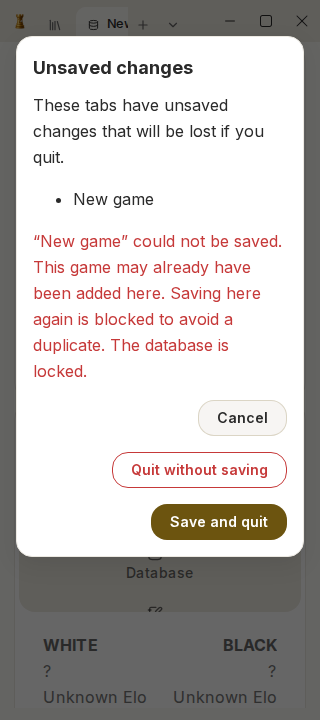 New
Unsaved changes
These tabs have unsaved
changes that will be lost if you
quit.
• New game
“New game” could not be saved.
This game may already have
been added here. Saving here
again is blocked to avoid a
duplicate. The database is
locked.
Cancel
Quit without saving
Save and quit
Database
WHITE BLACK
? ?
Unknown Elo Unknown Elo